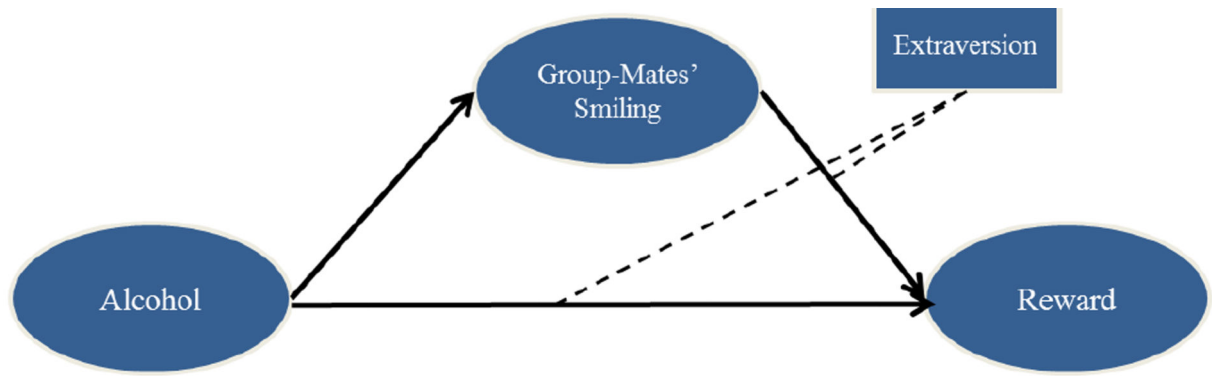 Group-Mates'
Smiling
Extraversion
Alcohol
Reward